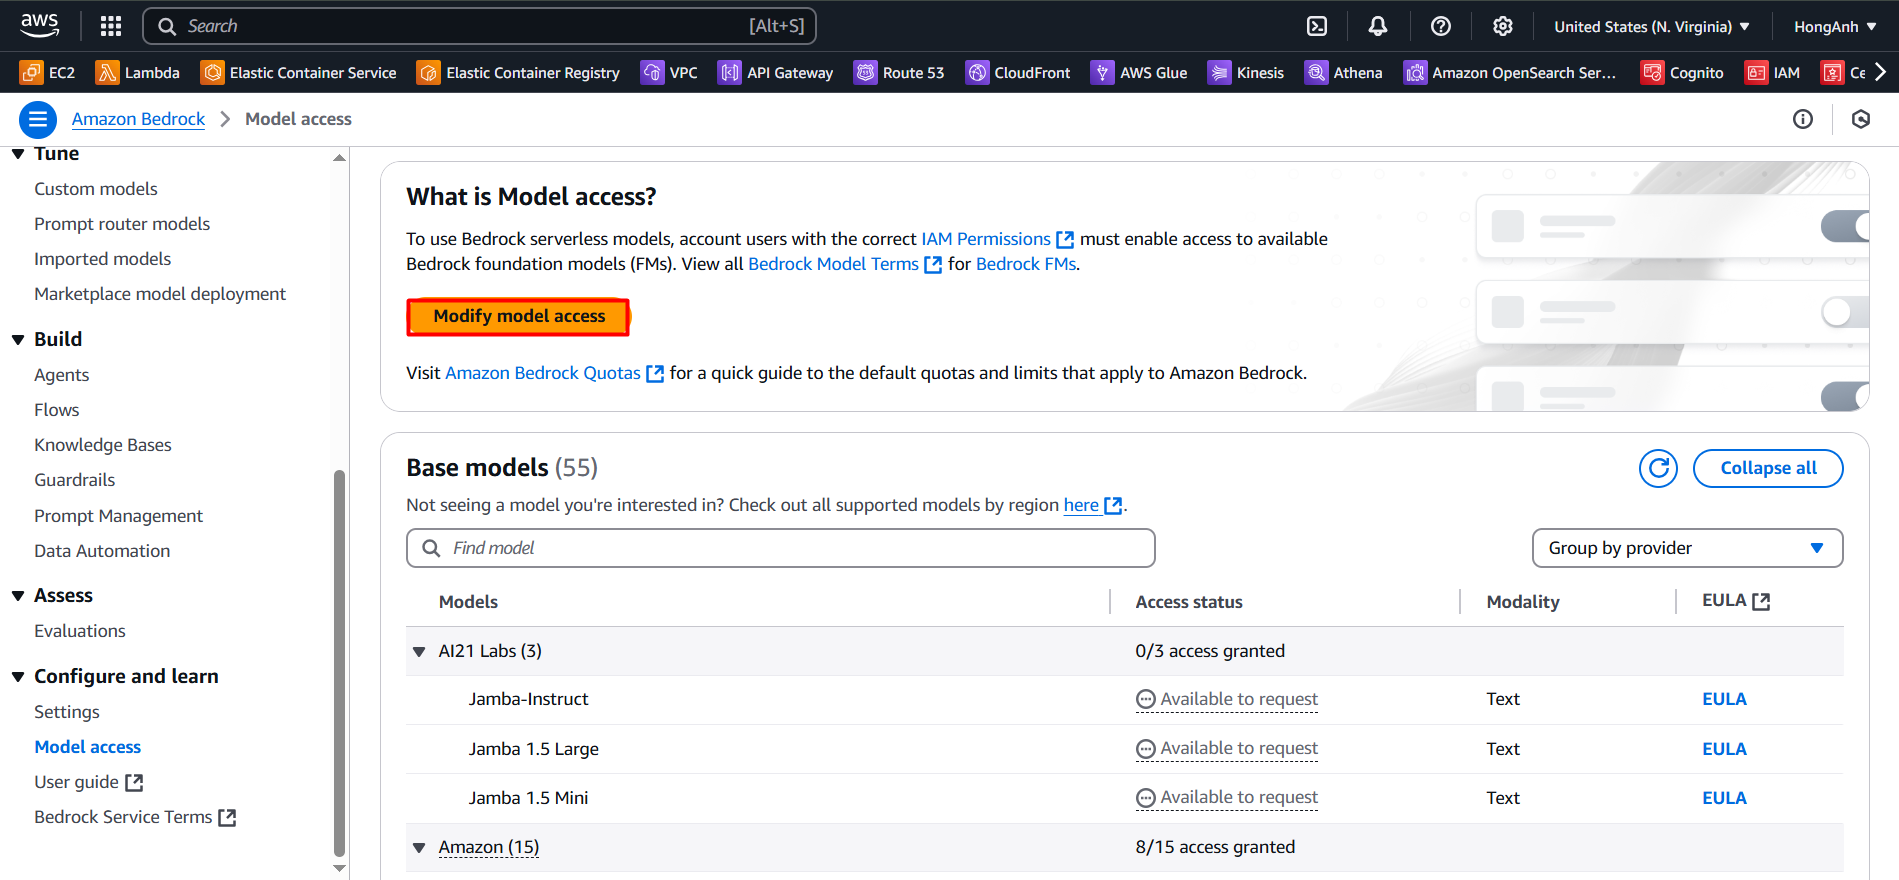 aws
Search [Alt+S]
United States (N. Virginia)
HongAnh
EC2
Lambda
Elastic Container Service
Elastic Container Registry
VPC
API Gateway
Route 53
CloudFront
AWS Glue
Kinesis
Athena
Amazon OpenSearch Ser...
Cognito
IAM
Ce
Amazon Bedrock
Model access
Tune
Custom models
Prompt router models
Imported models
Marketplace model deployment
Build
Agents
Flows
Knowledge Bases
Guardrails
Prompt Management
Data Automation
Assess
Evaluations
Configure and learn
Settings
Model access
User guide
Bedrock Service Terms
What is Model access?
To use Bedrock serverless models, account users with the correct IAM Permissions must enable access to available
Bedrock foundation models (FMs). View all Bedrock Model Terms for Bedrock FMs.
Modify model access
Visit Amazon Bedrock Quotas for a quick guide to the default quotas and limits that apply to Amazon Bedrock.
Base models (55)
Collapse all
Not seeing a model you're interested in? Check out all supported models by region here.
Find model
Group by provider
Models Access status Modality EULA
AI21 Labs (3) 0/3 access granted
Jamba-Instruct Available to request Text EULA
Jamba 1.5 Large Available to request Text EULA
Jamba 1.5 Mini Available to request Text EULA
Amazon (15) 8/15 access granted